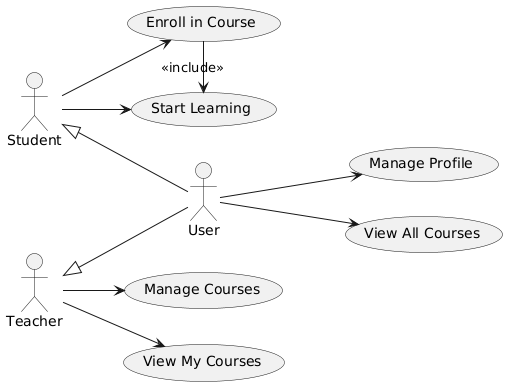 Enroll in Course
«include»
Start Learning
Student
Manage Profile
User
View All Courses
Manage Courses
Teacher
View My Courses